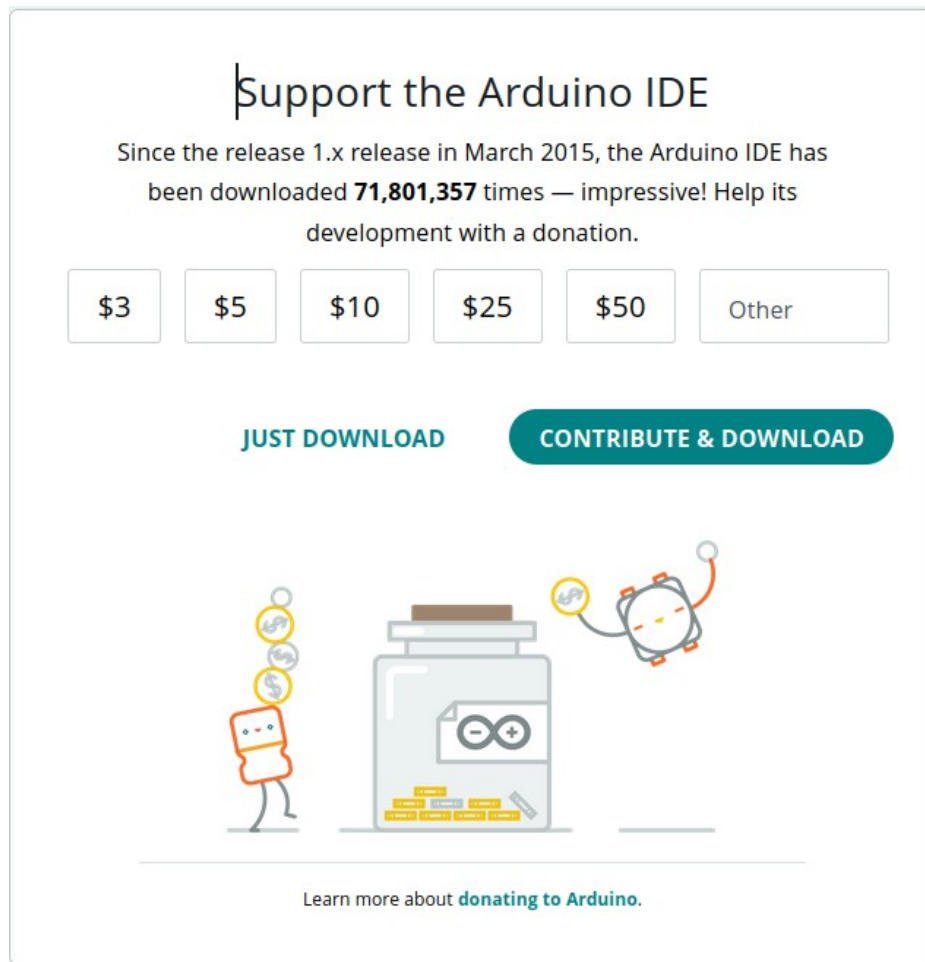 Support the Arduino IDE
Since the release 1.x release in March 2015, the Arduino IDE has
been downloaded 71,801,357 times — impressive! Help its
development with a donation.
$3 $5 $10 $25 $50 Other
JUST DOWNLOAD CONTRIBUTE & DOWNLOAD
Learn more about donating to Arduino.